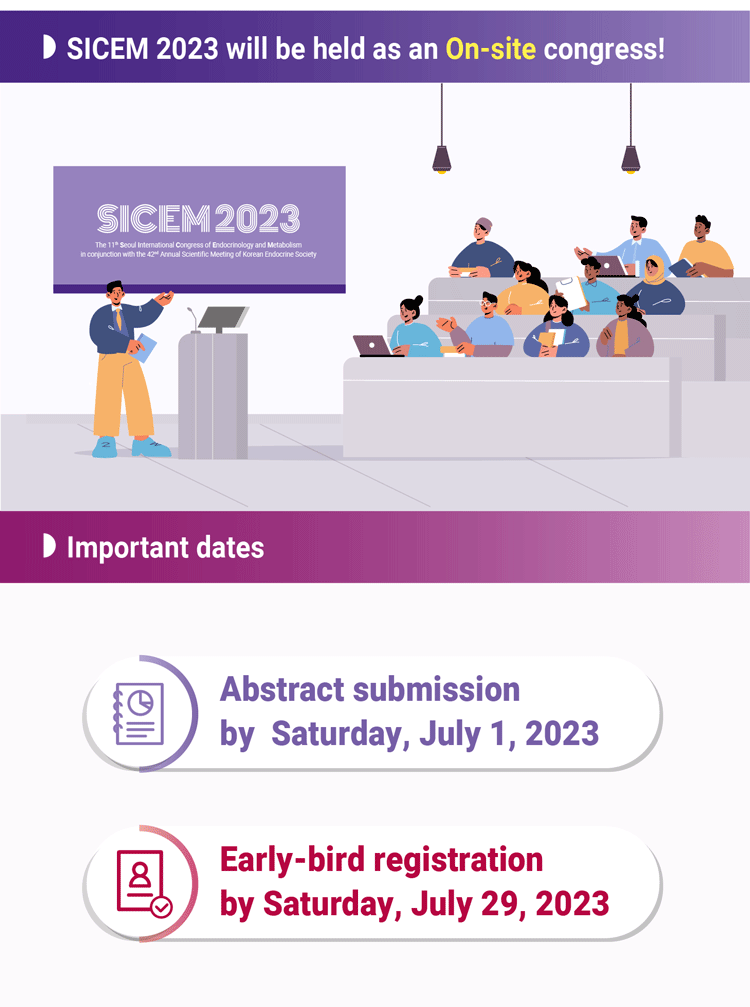 SICEM 2023 will be held as an On-site congress!
SICEM 2023
The 11th Seoul International Congress of Endocrinology and Metabolism
in conjunction with the 42nd Annual Scientific Meeting of Korean Endocrine Society
Important dates
Abstract submission
by Saturday, July 1, 2023
Early-bird registration
by Saturday, July 29, 2023